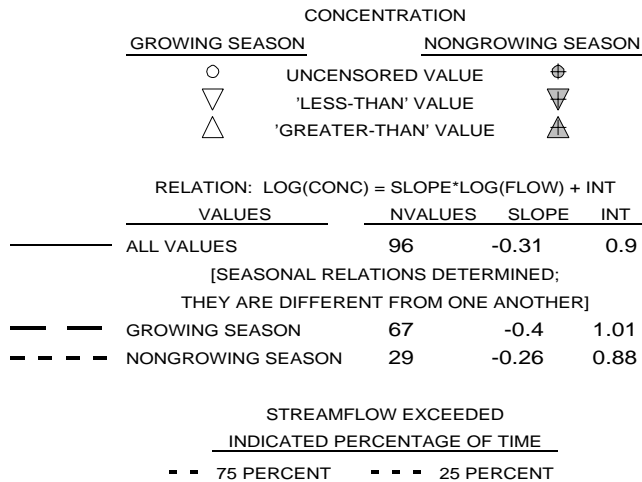 CONCENTRATION
GROWING SEASON NONGROWING SEASON
UNCENSORED VALUE
'LESS-THAN' VALUE
'GREATER-THAN' VALUE
RELATION: LOG(CONC) = SLOPE*LOG(FLOW) + INT
VALUES NVALUES SLOPE INT
ALL VALUES 96 -0.31 0.9
[SEASONAL RELATIONS DETERMINED;
THEY ARE DIFFERENT FROM ONE ANOTHER]
GROWING SEASON 67 -0.4 1.01
NONGROWING SEASON 29 -0.26 0.88
STREAMFLOW EXCEEDED
INDICATED PERCENTAGE OF TIME
75 PERCENT 25 PERCENT